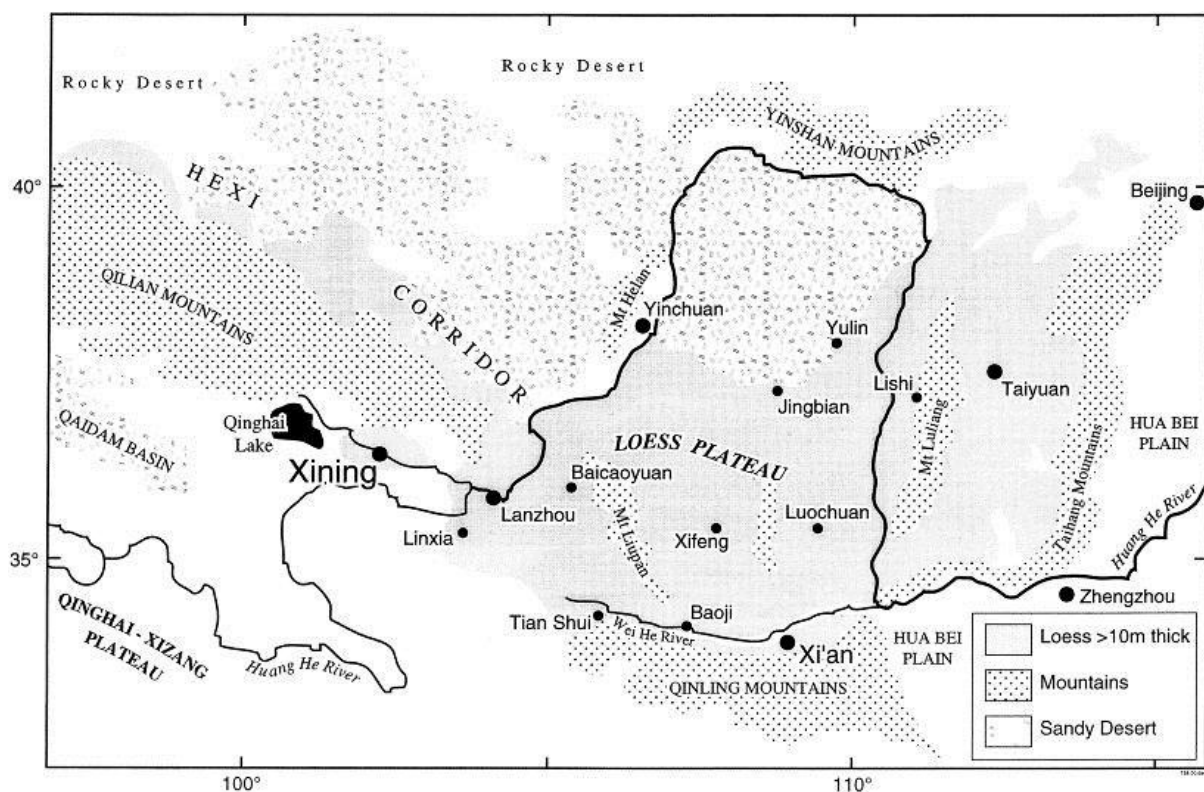 Rocky Desert
Rocky Desert
YINSHAN MOUNTAINS
40°
HEXI
CORRIDOR
Beijing
QILIAN MOUNTAINS
Mt Helan
Yinchuan
Yulin
Lishi
Taiyuan
Jingbian
Mt Luliang
HUA BEI
PLAIN
Qinghai
Lake
QAIDAM BASIN
Xining
LOESS PLATEAU
Baicaoyuan
Lanzhou
Linxia
Mt Liupan
Xifeng
Luochuan
Taihang Mountains
Huang He River
35°
QINGHAI - XIZANG
PLATEAU
Huang He River
Tian Shui
Baoji
Wei He River
Xi'an
HUA BEI
PLAIN
Zhengzhou
QINLING MOUNTAINS
Loess >10m thick
Mountains
Sandy Desert
100°
110°